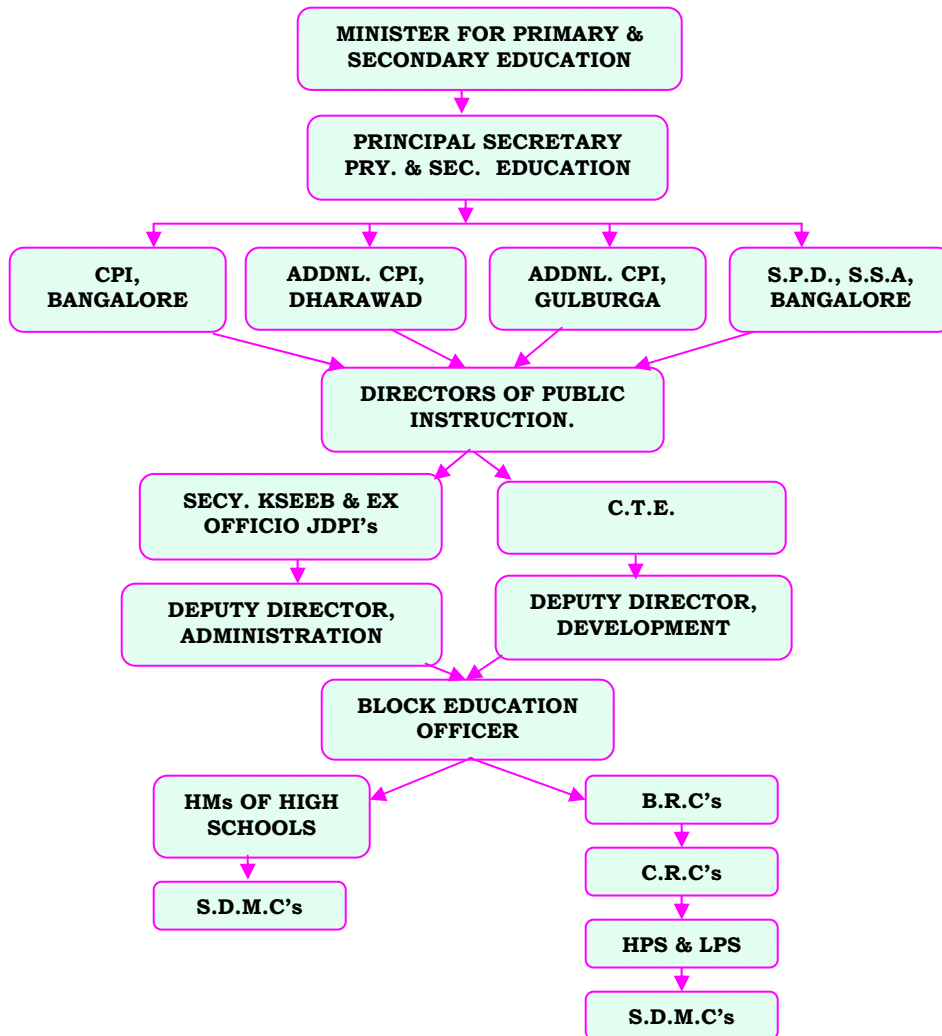 MINISTER FOR PRIMARY &
SECONDARY EDUCATION
PRINCIPAL SECRETARY
PRY. & SEC. EDUCATION
CPI,
BANGALORE
ADDNL. CPI,
DHARAWAD
ADDNL. CPI,
GULBURGA
S.P.D., S.S.A,
BANGALORE
DIRECTORS OF PUBLIC
INSTRUCTION.
SECY. KSEEB & EX
OFFICIO JDPI's
C.T.E.
DEPUTY DIRECTOR,
ADMINISTRATION
DEPUTY DIRECTOR,
DEVELOPMENT
BLOCK EDUCATION
OFFICER
HMs OF HIGH
SCHOOLS
S.D.M.C's
B.R.C's
C.R.C's
HPS & LPS
S.D.M.C's